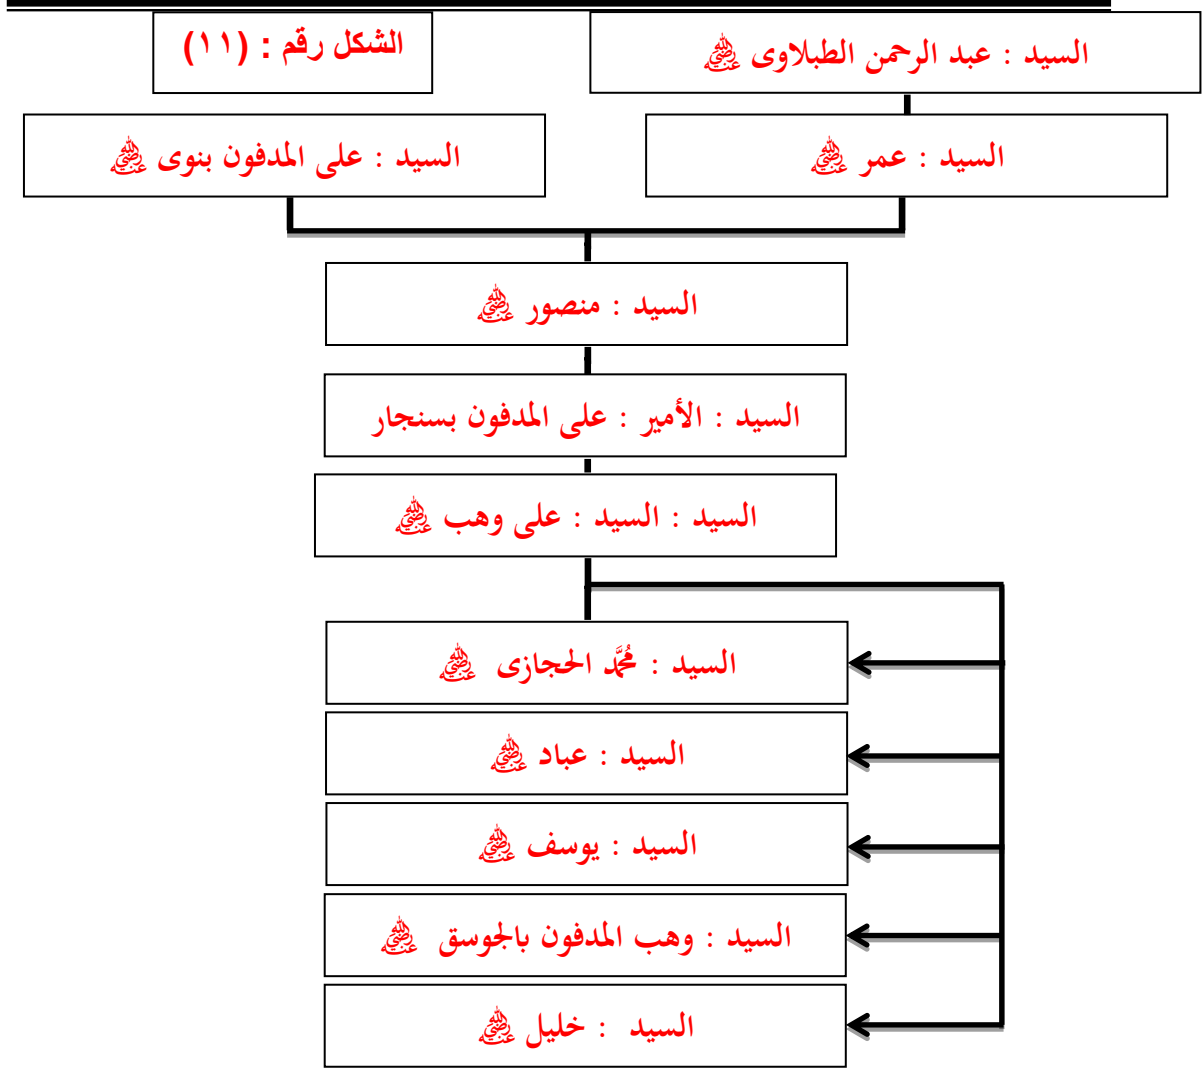 الشكل رقم : (١١)
السيد : عبد الرحمن الطبلاوى ﵁
السيد : عمر ﵁
السيد : على المدفون بنوى ﵁
السيد : منصور ﵁
السيد : الأمير : على المدفون بسنجار
السيد : السيد : على وهب ﵁
السيد : مُحَمَّد الحجازى ﵁
السيد : عباد ﵁
السيد : يوسف ﵁
السيد : وهب المدفون بالجوسق ﵁
السيد : خليل ﵁